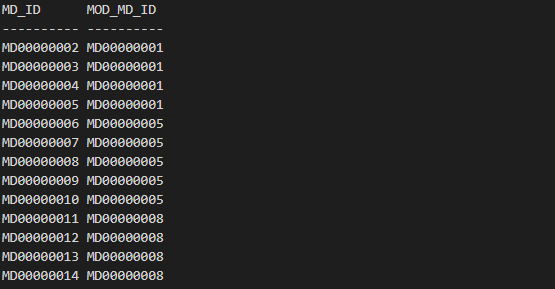 MD_ID      MOD_MD_ID
---------- ----------
MD00000002 MD00000001
MD00000003 MD00000001
MD00000004 MD00000001
MD00000005 MD00000001
MD00000006 MD00000005
MD00000007 MD00000005
MD00000008 MD00000005
MD00000009 MD00000005
MD00000010 MD00000005
MD00000011 MD00000008
MD00000012 MD00000008
MD00000013 MD00000008
MD00000014 MD00000008